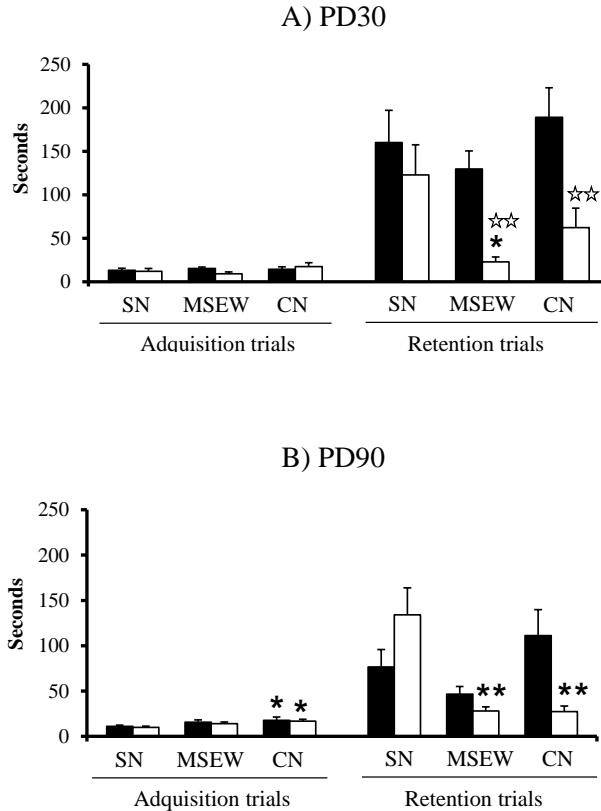 A) PD30
250
200
150
100
50
0
Seconds
☆☆
*
☆☆
SN MSEW CN SN MSEW CN
Adquisition trials Retention trials
B) PD90
250
200
150
100
50
0
Seconds
* * ** **
SN MSEW CN SN MSEW CN
Adquisition trials Retention trials